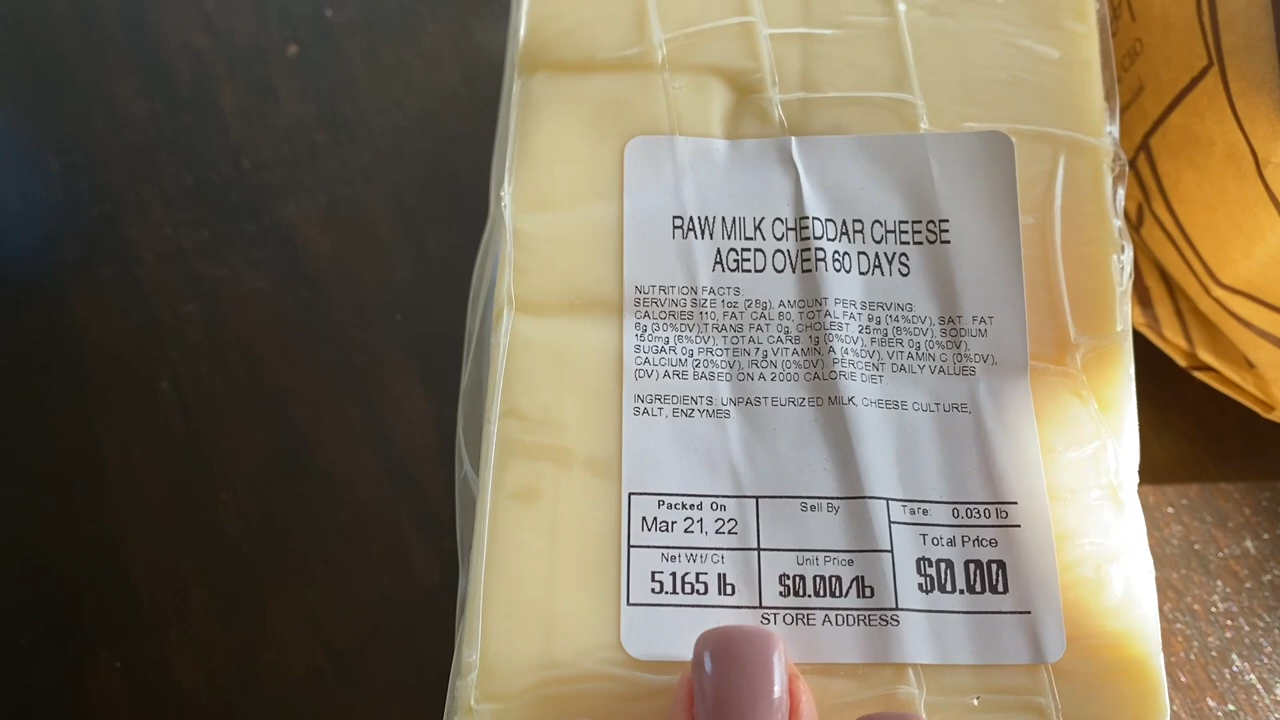 RAW MILK CHEDDAR CHEESE
AGED OVER 60 DAYS
NUTRITION FACTS:
SERVING SIZE 1oz (28g), AMOUNT PER SERVING:
CALORIES 110, FAT CAL 80, TOTAL FAT 9g (14%DV), SAT. FAT
6g (30%DV),TRANS FAT 0g, CHOLEST. 25mg (8%DV), SODIUM
150mg (6%DV), TOTAL CARB. 1g (0%DV), FIBER 0g (0%DV),
SUGAR 0g PROTEIN 7g VITAMIN, A (4%DV), VITAMIN C (0%DV),
CALCIUM (20%DV), IRON (0%DV). PERCENT DAILY VALUES
(DV) ARE BASED ON A 2000 CALORIE DIET.
INGREDIENTS: UNPASTEURIZED MILK, CHEESE CULTURE,
SALT, ENZYMES.
Packed On
Mar 21, 22
Sell By
Tare: 0.030 lb
Net Wt/Ct
5.165 lb
Unit Price
$0.00/lb
Total Price
$0.00
STORE ADDRESS
CEO